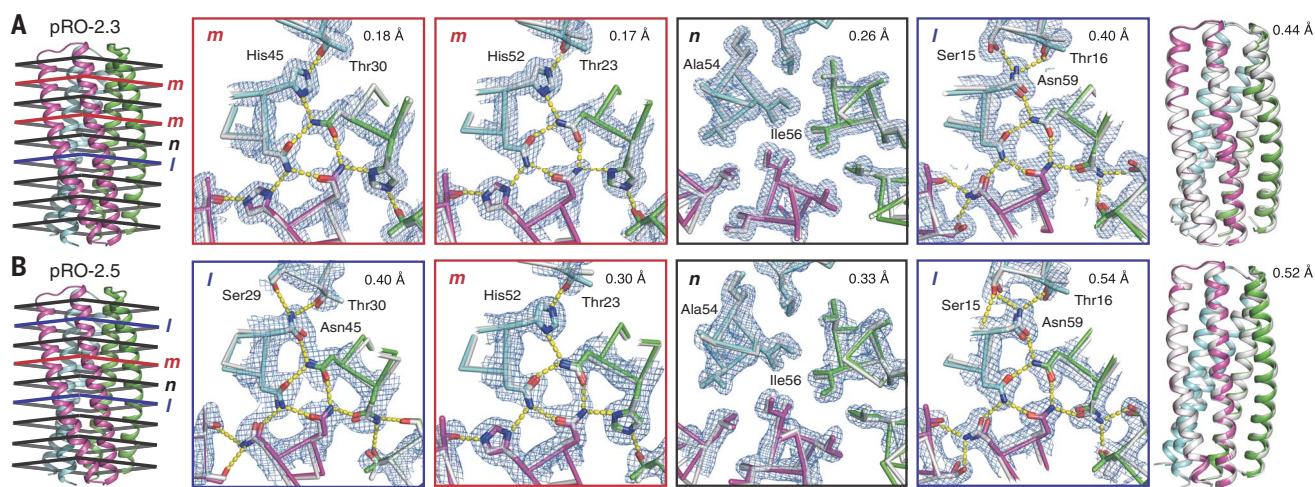 A
pRO-2.3
m
m
n
l
m
0.18 Å
His45
Thr30
m
0.17 Å
His52
Thr23
n
0.26 Å
Ala54
Ile56
l
0.40 Å
Ser15
Thr16
Asn59
0.44 Å
B
pRO-2.5
l
m
n
l
l
0.40 Å
Ser29
Thr30
Asn45
m
0.30 Å
His52
Thr23
n
0.33 Å
Ala54
Ile56
l
0.54 Å
Ser15
Thr16
Asn59
0.52 Å